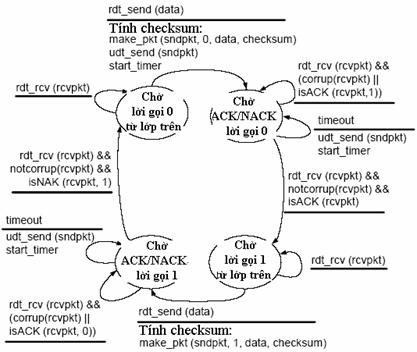 rdt_send (data)
Tính checksum:
make_pkt (sndpkt, 0, data, checksum)
udt_send (sndpkt)
start_timer
rdt_rcv (rcvpkt)
Chờ
lời gọi 0
từ lớp trên
Chờ
ACK/NACK
lời gọi 0
rdt_rcv (rcvpkt) &&
(corrup(rcvpkt) ||
isACK (rcvpkt,1))
timeout
udt_send (sndpkt)
start_timer
rdt_rcv (rcvpkt) &&
notcorrup(rcvpkt) &&
isNAK (rcvpkt, 1)
rdt_rcv (rcvpkt) &&
notcorrup(rcvpkt) &&
isACK (rcvpkt)
timeout
udt_send (sndpkt)
start_timer
Chờ
ACK/NACK
lời gọi 1
Chờ
lời gọi 1
từ lớp trên
rdt_rcv (rcvpkt)
rdt_rcv (rcvpkt) &&
(corrup(rcvpkt) ||
isACK (rcvpkt, 0))
rdt_send (data)
Tính checksum:
make_pkt (sndpkt, 1, data, checksum)